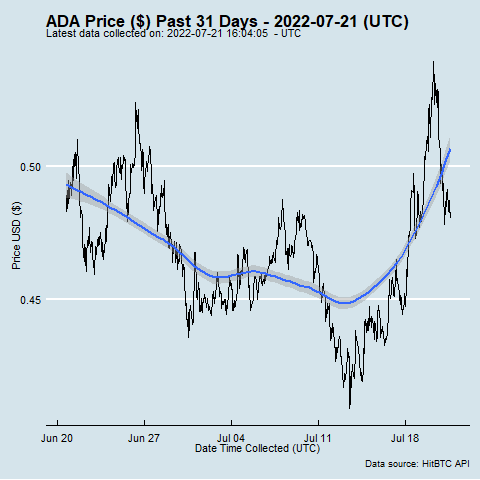 ADA Price ($) Past 31 Days - 2022-07-21 (UTC)
Latest data collected on: 2022-07-21 16:04:05 - UTC
Price USD ($)
0.50
0.45
Jun 20
Jun 27
Jul 04
Jul 11
Jul 18
Date Time Collected (UTC)
Data source: HitBTC API